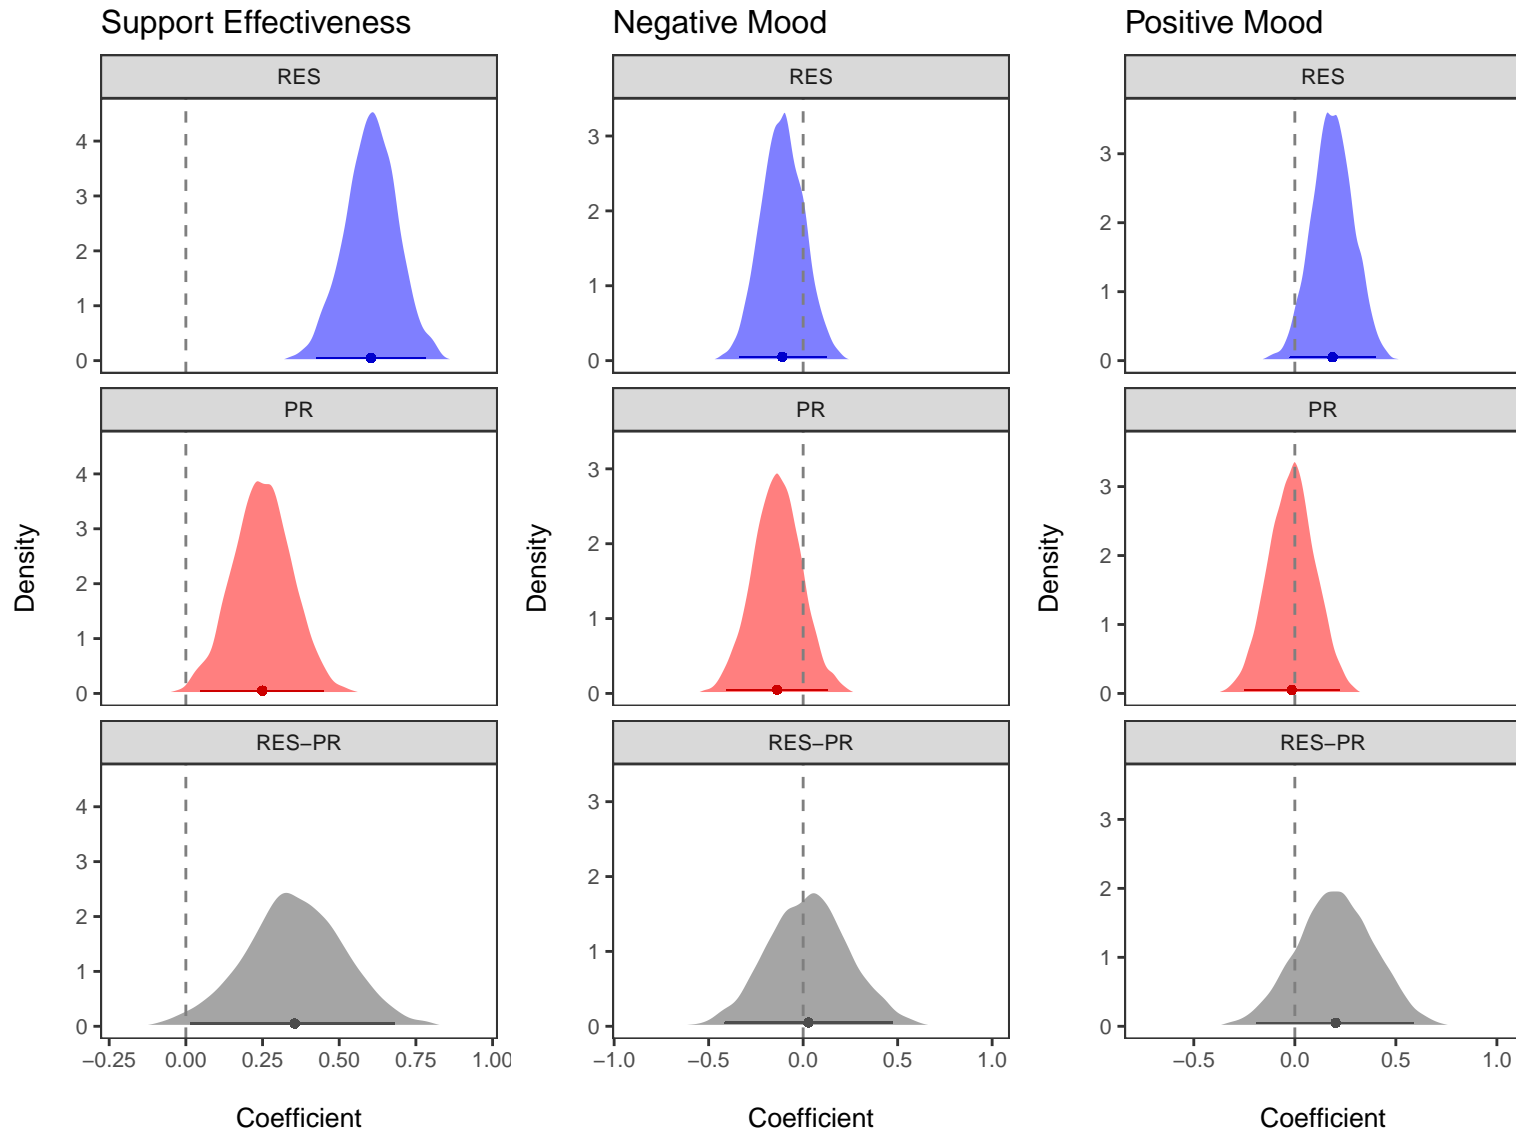 Support Effectiveness
Negative Mood
Positive Mood
RES
RES
RES
4
3
2
1
0
3
2
1
0
3
2
1
0
PR
PR
PR
4
3
2
1
0
3
2
1
0
3
2
1
0
Density
Density
Density
RES−PR
RES−PR
RES−PR
4
3
2
1
0
3
2
1
0
3
2
1
0
−0.25 0.00 0.25 0.50 0.75 1.00
−1.0 −0.5 0.0 0.5 1.0
−0.5 0.0 0.5 1.0
Coefficient
Coefficient
Coefficient